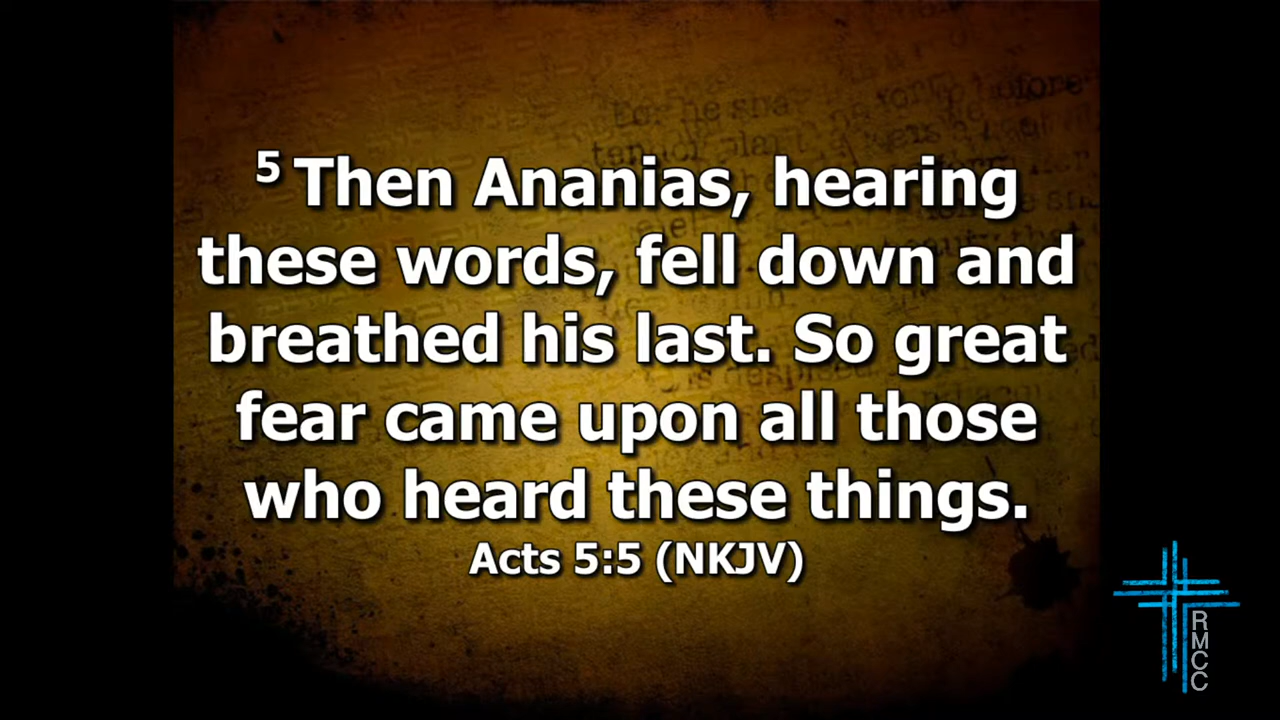 5 Then Ananias, hearing
these words, fell down and
breathed his last. So great
fear came upon all those
who heard these things.
Acts 5:5 (NKJV)
RMCC